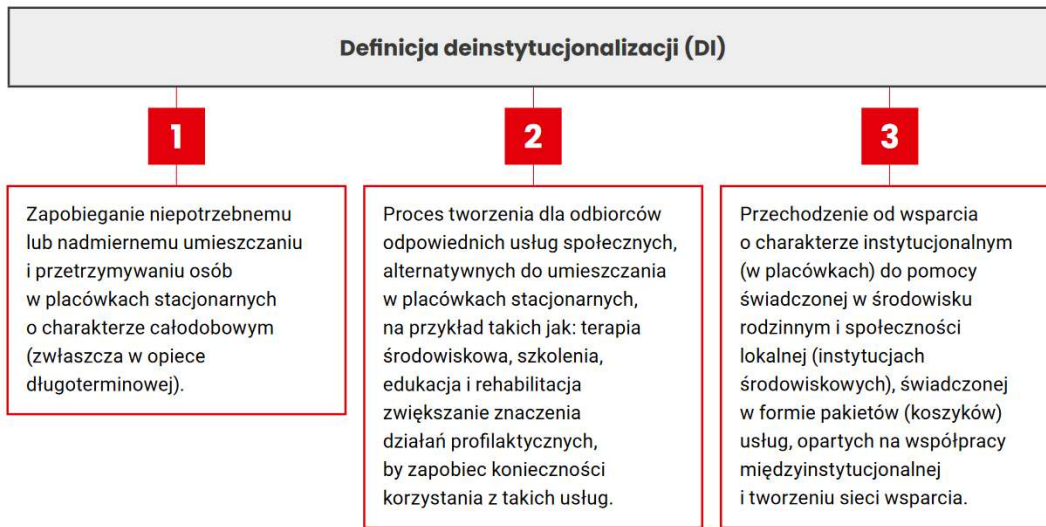 Definicja deinstytucjonalizacji (DI)
1
Zapobieganie niepotrzebnemu
lub nadmiernemu umieszczaniu
i przetrzymywaniu osób
w placówkach stacjonarnych
o charakterze całodobowym
(zwłaszcza w opiece
długoterminowej).
2
Proces tworzenia dla odbiorców
odpowiednich usług społecznych,
alternatywnych do umieszczania
w placówkach stacjonarnych,
na przykład takich jak: terapia
środowiskowa, szkolenia,
edukacja i rehabilitacja
zwiększanie znaczenia
działań profilaktycznych,
by zapobiec konieczności
korzystania z takich usług.
3
Przechodzenie od wsparcia
o charakterze instytucjonalnym
(w placówkach) do pomocy
świadczonej w środowisku
rodzinnym i społeczności
lokalnej (instytucjach
środowiskowych), świadczonej
w formie pakietów (koszyków)
usług, opartych na współpracy
międzyinstytucjonalnej
i tworzeniu sieci wsparcia.